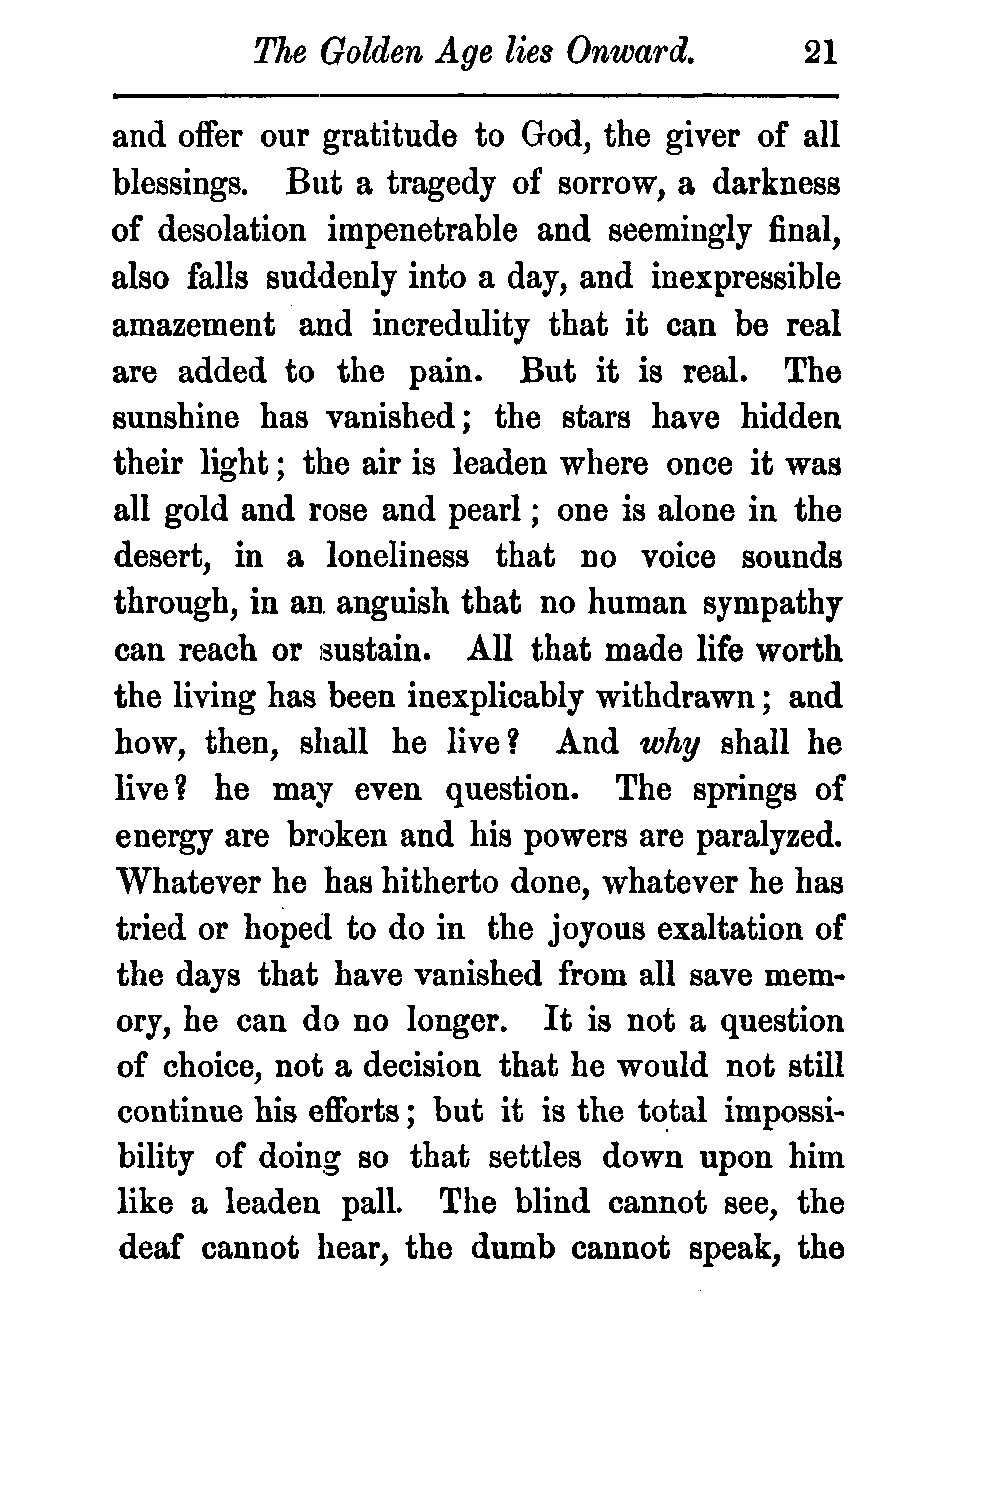 The Golden Age lies Onward. 21
and offer our gratitude to God, the giver of all
blessings. But a tragedy of sorrow, a darkness
of desolation impenetrable and seemingly final,
also falls suddenly into a day, and inexpressible
amazement and incredulity that it can be real
are added to the pain. But it is real. The
sunshine has vanished; the stars have hidden
their light; the air is leaden where once it was
all gold and rose and pearl; one is alone in the
desert, in a loneliness that no voice sounds
through, in an anguish that no human sympathy
can reach or sustain. All that made life worth
the living has been inexplicably withdrawn; and
how, then, shall he live? And why shall he
live? he may even question. The springs of
energy are broken and his powers are paralyzed.
Whatever he has hitherto done, whatever he has
tried or hoped to do in the joyous exaltation of
the days that have vanished from all save mem-
ory, he can do no longer. It is not a question
of choice, not a decision that he would not still
continue his efforts; but it is the total impossi-
bility of doing so that settles down upon him
like a leaden pall. The blind cannot see, the
deaf cannot hear, the dumb cannot speak, the